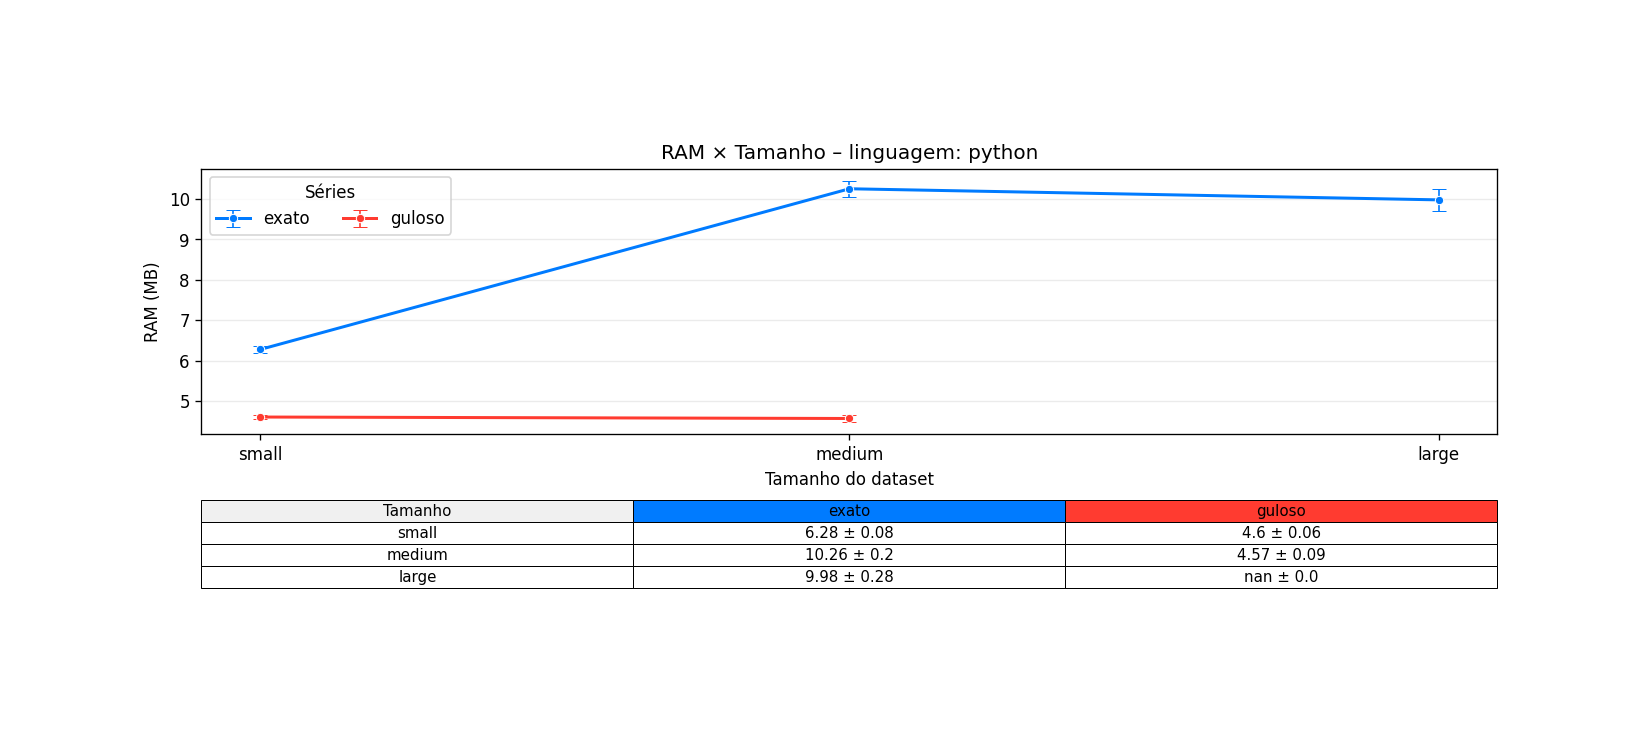 RAM × Tamanho – linguagem: python
Séries
exato guloso
RAM (MB)
10
9
8
7
6
5
small medium large
Tamanho do dataset
Tamanho exato guloso
small 6.28 ± 0.08 4.6 ± 0.06
medium 10.26 ± 0.2 4.57 ± 0.09
large 9.98 ± 0.28 nan ± 0.0